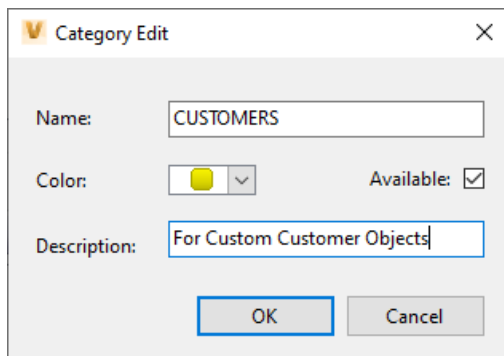 Category Edit
Name: CUSTOMERS
Color: Available:
Description: For Custom Customer Objects
OK Cancel